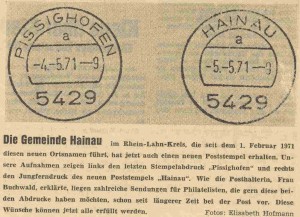 PISSIGHOFEN
a
-4.-5.71-9
5429
HAINAU
a
-5.-5.71-9
5429
Die Gemeinde Hainau im Rhein-Lahn-Kreis, die seit dem 1. Februar 1971
diesen neuen Ortsnamen führt, hat jetzt auch einen neuen Poststempel erhalten. Un-
sere Aufnahmen zeigen links den letzten Stempelabdruck „Pissighofen" und rechts
den Jungferndruck des neuen Poststempels „Hainau". Wie die Posthalterin, Frau
Buchwald, erklärte, liegen zahlreiche Sendungen für Philatelisten, die gern diese bei-
den Abdrucke haben möchten, schon seit längerer Zeit bei der Post vor. Diese
Wünsche können jetzt alle erfüllt werden. Fotos: Elisabeth Hofmann